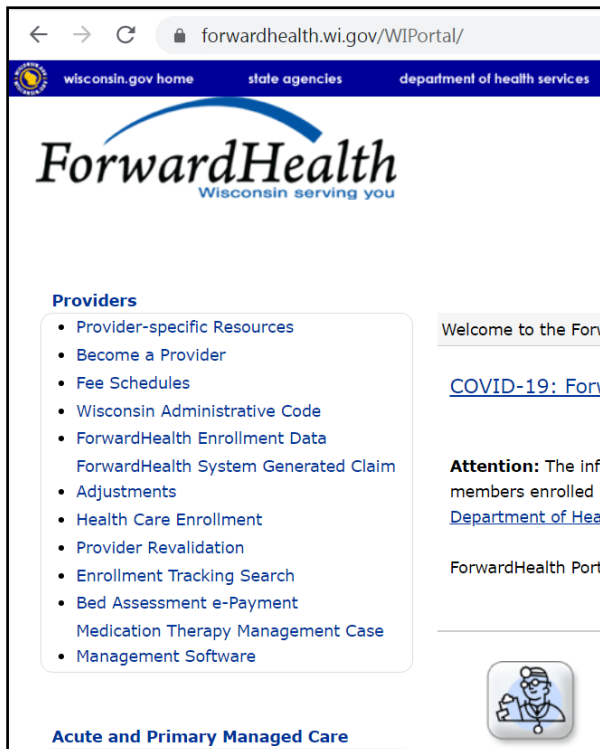 forwardhealth.wi.gov/WIPortal/
wisconsin.gov home state agencies department of health services
ForwardHealth
Wisconsin serving you
Providers
Provider-specific Resources
Become a Provider
Fee Schedules
Wisconsin Administrative Code
ForwardHealth Enrollment Data
ForwardHealth System Generated Claim
Adjustments
Health Care Enrollment
Provider Revalidation
Enrollment Tracking Search
Bed Assessment e-Payment
Medication Therapy Management Case
Management Software
Acute and Primary Managed Care
Welcome to the Forw
COVID-19: Forw
Attention: The inf
members enrolled
Department of Hea
ForwardHealth Port